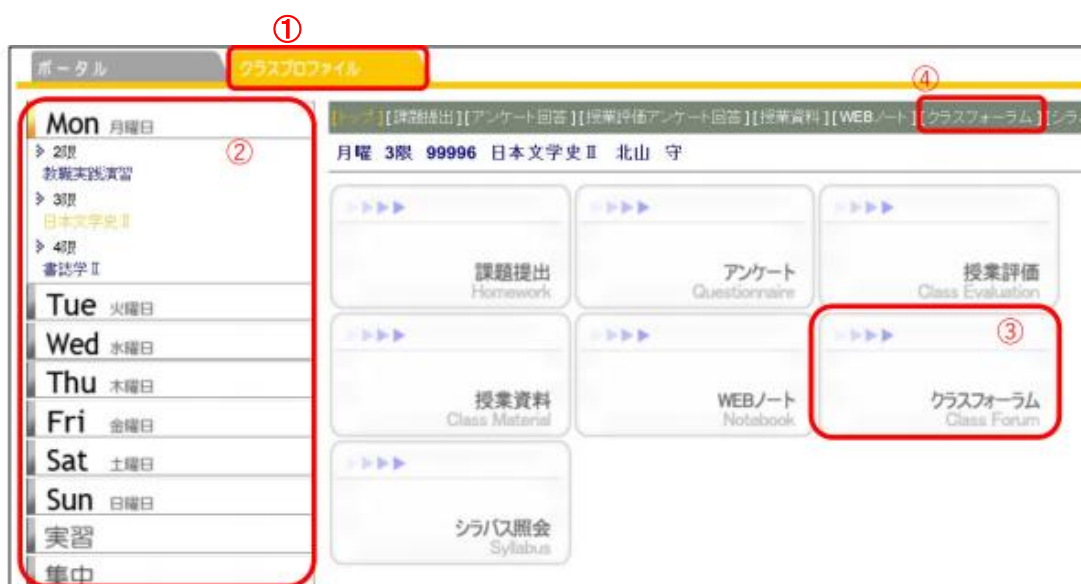 ①
ポータル
クラスプロファイル
④
Mon 月曜日
②
2限
教職実践演習
3限
日本文学史Ⅱ
4限
書誌学Ⅱ
Tue 火曜日
Wed 水曜日
Thu 木曜日
Fri 金曜日
Sat 土曜日
Sun 日曜日
実習
集中
[トップ][課題提出][アンケート回答][授業評価アンケート回答][授業資料][WEBノート][クラスフォーラム][シラ
月曜 3限 99996 日本文学史Ⅱ 北山 守
課題提出
Homework
アンケート
Questionnaire
授業評価
Class Evaluation
授業資料
Class Material
WEBノート
Notebook
③
クラスフォーラム
Class Forum
シラバス照会
Syllabus